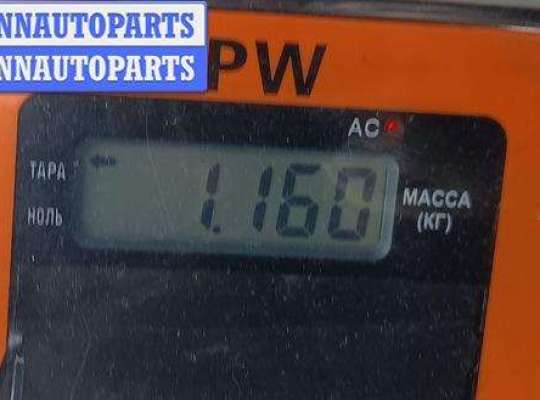 NNAUTOPARTS
NNAUTOPARTS
PW
AC
ТАРА
1.160
НОЛЬ
МАССА
(КГ)